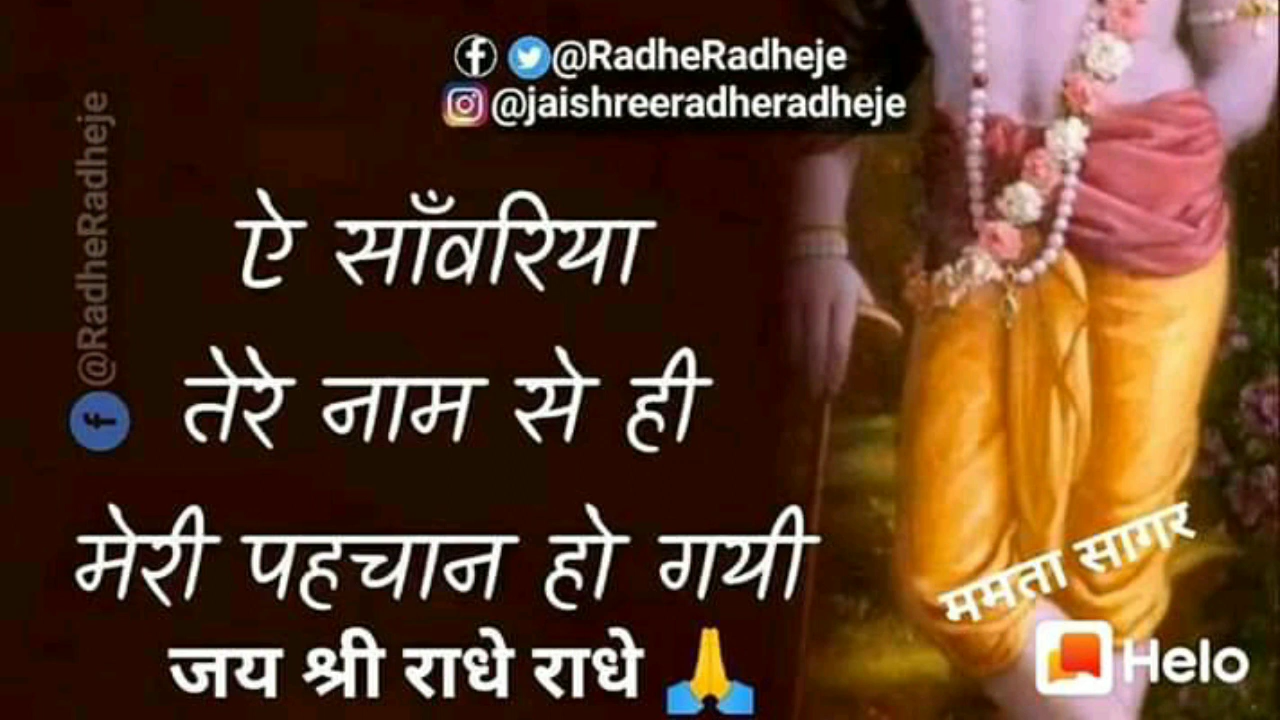 @RadheRadheje
@jaishreeradheradheje
@RadheRadheje
ऐ साँवरिया
तेरे नाम से ही
मेरी पहचान हो गयी
जय श्री राधे राधे 🙏
ममता सागर
Helo